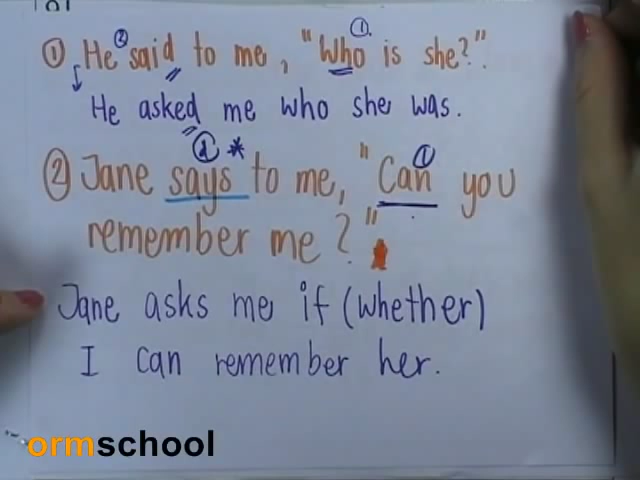 ① He said to me, "Who is she?".
He asked me who she was.
② Jane says to me, "Can you
remember me?"
Jane asks me if (whether)
I can remember her.
ormschool